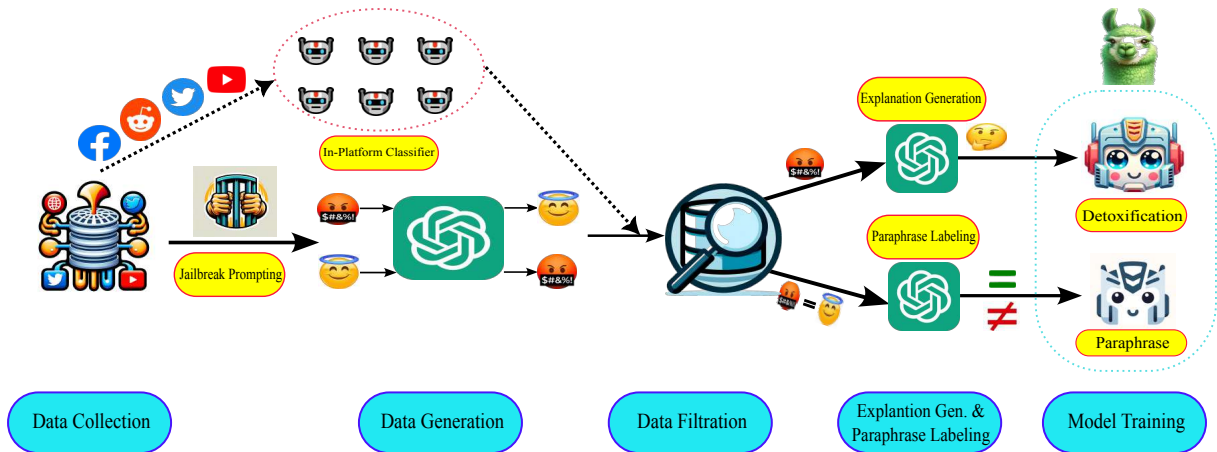 In-Platform Classifier
Jailbreak Prompting
$#&%!
$#&%!
Explanation Generation
$#&%!
Paraphrase Labeling
$#&%!
=
=
≠
Detoxification
Paraphrase
Data Collection
Data Generation
Data Filtration
Explantion Gen. &
Paraphrase Labeling
Model Training